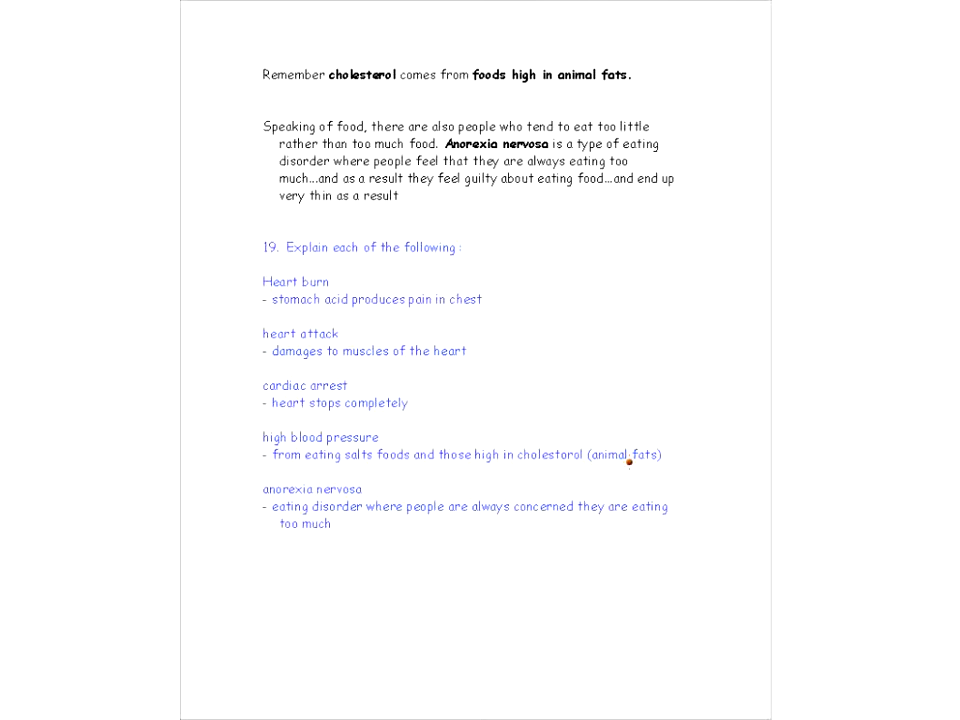 Remember cholesterol comes from foods high in animal fats.
Speaking of food, there are also people who tend to eat too little
rather than too much food. Anorexia nervosa is a type of eating
disorder where people feel that they are always eating too
much...and as a result they feel guilty about eating food...and end up
very thin as a result
19. Explain each of the following :
Heart burn
- stomach acid produces pain in chest
heart attack
- damages to muscles of the heart
cardiac arrest
- heart stops completely
high blood pressure
- from eating salts foods and those high in cholestorol (animal fats)
anorexia nervosa
- eating disorder where people are always concerned they are eating
too much